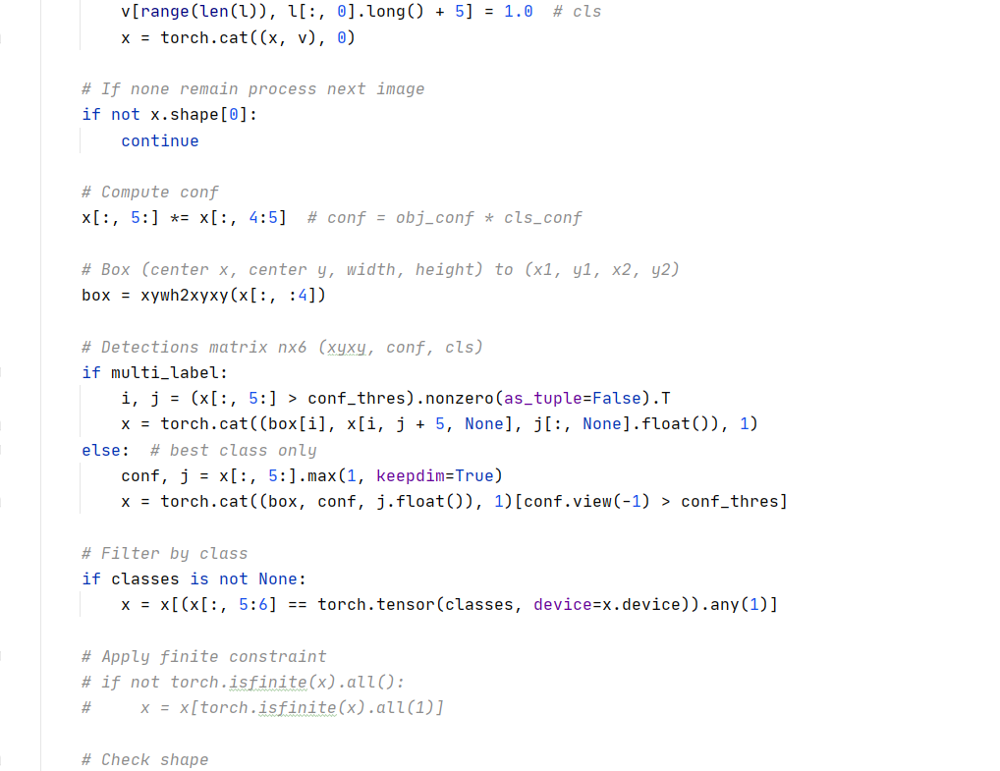 v[range(len(l)), l[:, 0].long() + 5] = 1.0  # cls
x = torch.cat((x, v), 0)
# If none remain process next image
if not x.shape[0]:
continue
# Compute conf
x[:, 5:] *= x[:, 4:5]  # conf = obj_conf * cls_conf
# Box (center x, center y, width, height) to (x1, y1, x2, y2)
box = xywh2xyxy(x[:, :4])
# Detections matrix nx6 (xyxy, conf, cls)
if multi_label:
i, j = (x[:, 5:] > conf_thres).nonzero(as_tuple=False).T
x = torch.cat((box[i], x[i, j + 5, None], j[:, None].float()), 1)
else:  # best class only
conf, j = x[:, 5:].max(1, keepdim=True)
x = torch.cat((box, conf, j.float()), 1)[conf.view(-1) > conf_thres]
# Filter by class
if classes is not None:
x = x[(x[:, 5:6] == torch.tensor(classes, device=x.device)).any(1)]
# Apply finite constraint
# if not torch.isfinite(x).all():
#     x = x[torch.isfinite(x).all(1)]
# Check shape